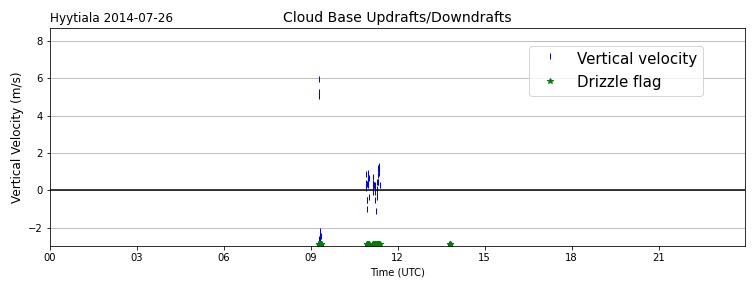 Hyytiala 2014-07-26
Cloud Base Updrafts/Downdrafts
Vertical Velocity (m/s)
8
6
4
2
0
−2
Vertical velocity
Drizzle flag
00 03 06 09 12 15 18 21
Time (UTC)